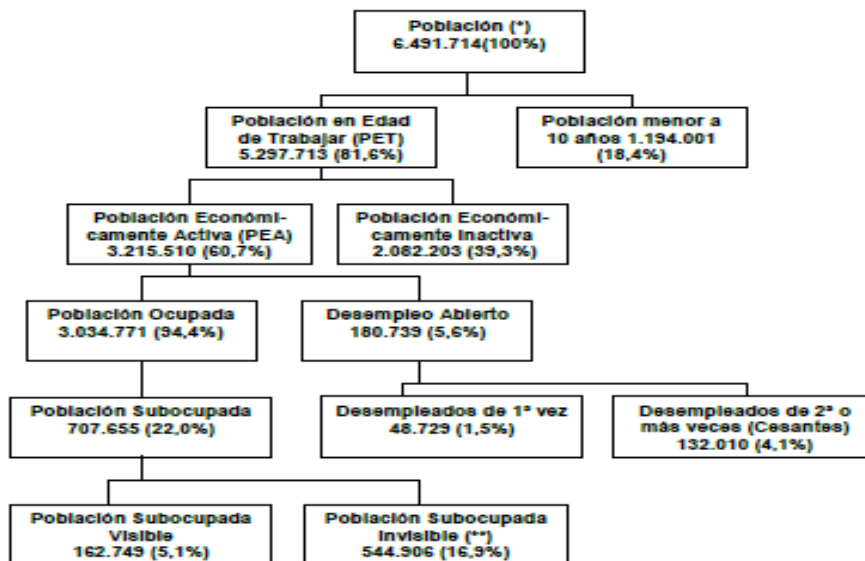 Población (*)
6.491.714(100%)
Población en Edad
de Trabajar (PET)
5.297.713 (81,6%)
Población menor a
10 años 1.194.001
(18,4%)
Población Económi-
camente Activa (PEA)
3.215.510 (60,7%)
Población Económi-
camente Inactiva
2.082.203 (39,3%)
Población Ocupada
3.034.771 (94,4%)
Desempleo Abierto
180.739 (5,6%)
Población Subocupada
707.655 (22,0%)
Desempleados de 1ª vez
48.729 (1,5%)
Desempleados de 2ª o
más veces (Cesantes)
132.010 (4,1%)
Población Subocupada
Visible
162.749 (5,1%)
Población Subocupada
Invisible (**)
544.906 (16,9%)